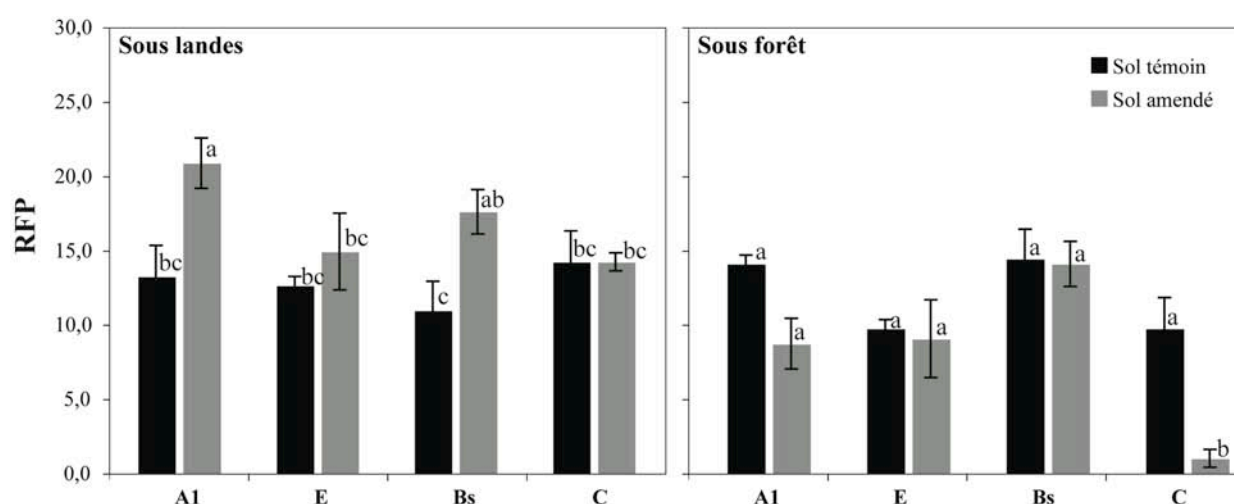 Sous landes
Sous forêt
Sol témoin
Sol amendé
RFP
30,0
25,0
20,0
15,0
10,0
5,0
0,0
bc
a
bc
bc
c
ab
bc
bc
a
a
a
a
a
a
a
b
A1 E Bs C
A1 E Bs C